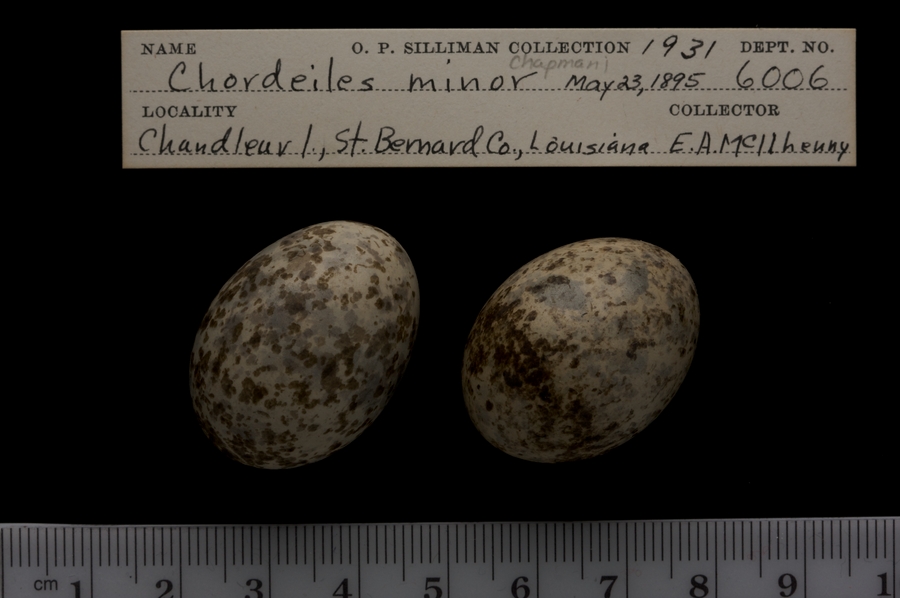 NAME O. P. SILLIMAN COLLECTION 1931 DEPT. NO.
Chordeiles minor chapmani May 23, 1895 6006
LOCALITY COLLECTOR
Chandleur I., St. Bernard Co., Louisiana E. A. McIlhenny
cm 1 2 3 4 5 6 7 8 9 1